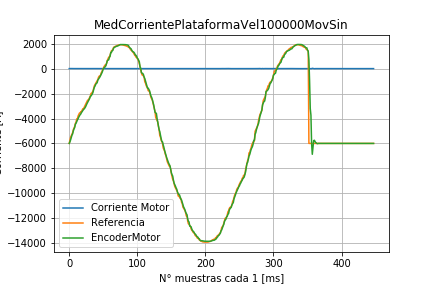 MedCorrientePlataformaVel100000MovSin
2000
0
−2000
−4000
−6000
−8000
−10000
−12000
−14000
Corriente Motor
Referencia
EncoderMotor
0
100
200
300
400
N° muestras cada 1 [ms]